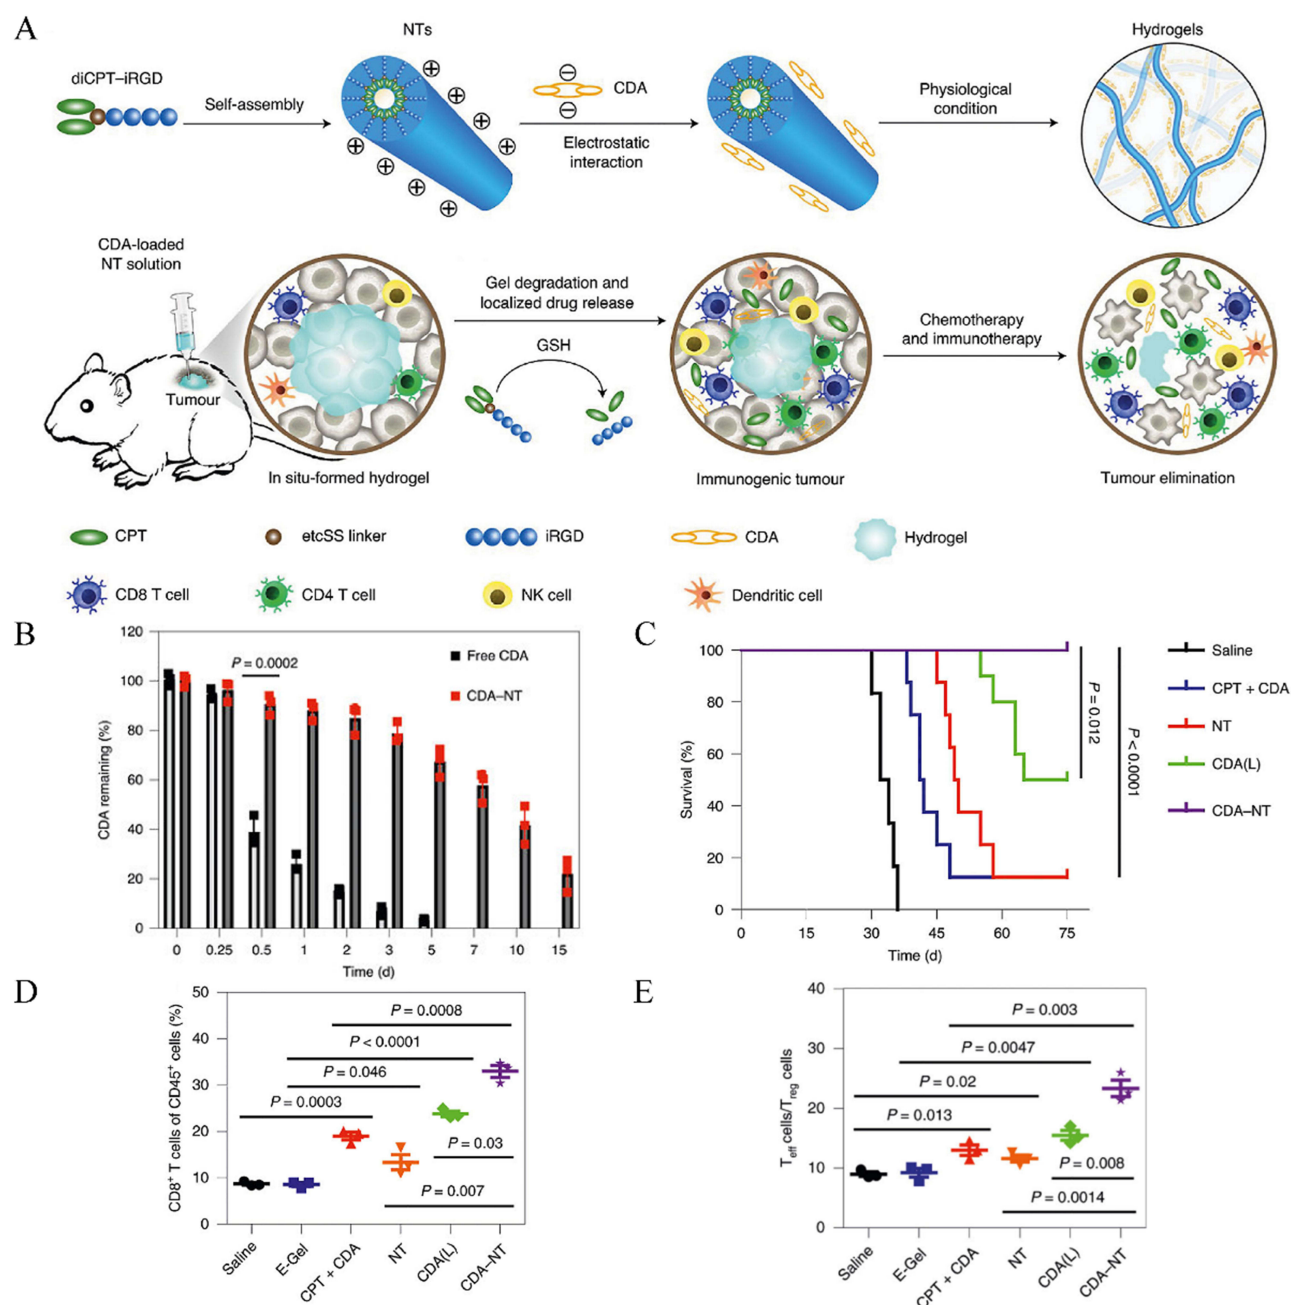 A
NTs
Hydrogels
diCPT–iRGD
Self-assembly
CDA
Electrostatic
interaction
Physiological
condition
CDA-loaded
NT solution
Tumour
Gel degradation and
localized drug release
GSH
Chemotherapy
and immunotherapy
In situ-formed hydrogel
Immunogenic tumour
Tumour elimination
CPT
etcSS linker
iRGD
CDA
Hydrogel
CD8 T cell
CD4 T cell
NK cell
Dendritic cell
B
CDA remaining (%)
120
100
80
60
40
20
0
P = 0.0002
Free CDA
CDA–NT
0 0.25 0.5 1 2 3 5 7 10 15
Time (d)
C
Survival (%)
100
80
60
40
20
0
0 15 30 45 60 75
Time (d)
P = 0.012
P < 0.0001
Saline
CPT + CDA
NT
CDA(L)
CDA–NT
D
CD8+ T cells of CD45+ cells (%)
50
40
30
20
10
0
P = 0.0008
P < 0.0001
P = 0.046
P = 0.0003
P = 0.03
P = 0.007
Saline
E-Gel
CPT + CDA
NT
CDA(L)
CDA–NT
E
Teff cells/Treg cells
40
30
20
10
0
P = 0.003
P = 0.0047
P = 0.02
P = 0.013
P = 0.008
P = 0.0014
Saline
E-Gel
CPT + CDA
NT
CDA(L)
CDA–NT